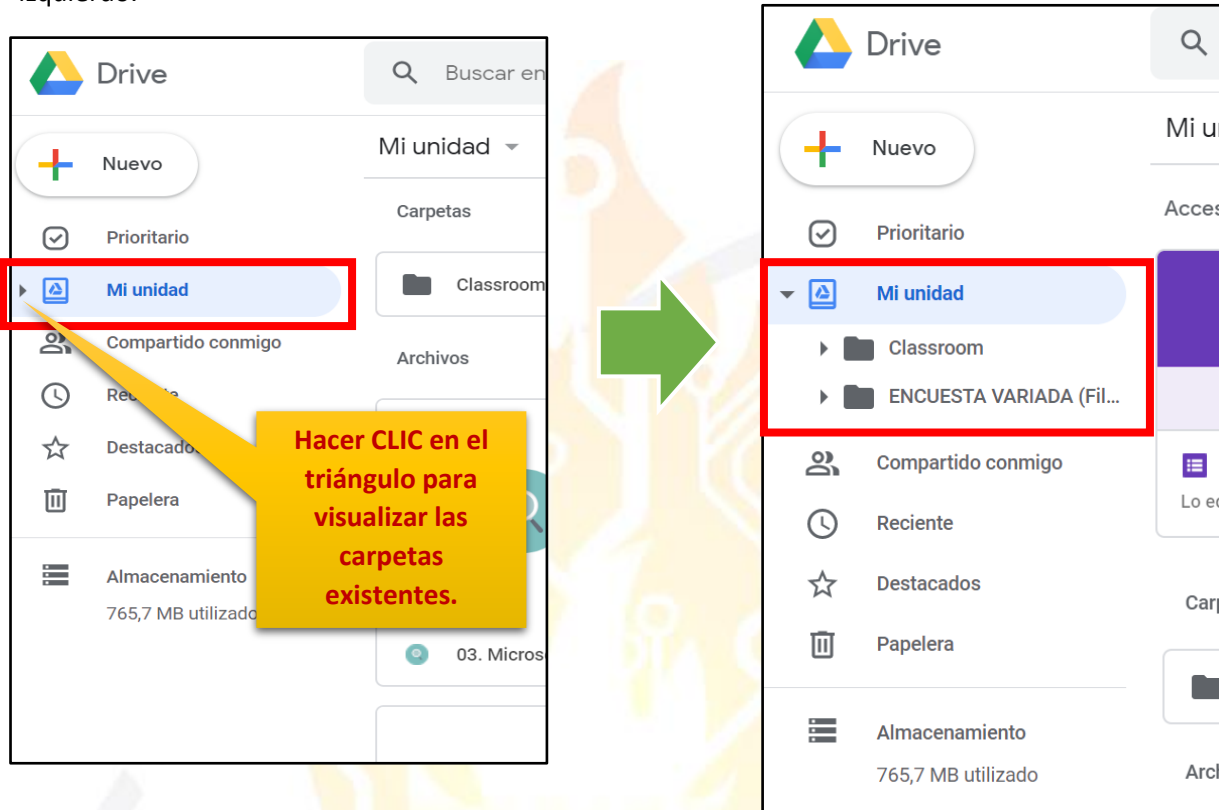 izquierdo.
Drive
Buscar en
Nuevo
Mi unidad
Carpetas
Prioritario
Mi unidad
Classroom
Compartido conmigo
Archivos
Destacados
Papelera
Hacer CLIC en el
triángulo para
visualizar las
carpetas
existentes.
Almacenamiento
765,7 MB utilizado
03. Micros
Drive
Nuevo
Mi u
Acces
Prioritario
Mi unidad
Classroom
ENCUESTA VARIADA (Fil...
Compartido conmigo
Lo ed
Reciente
Destacados
Carp
Papelera
Almacenamiento
765,7 MB utilizado
Arch